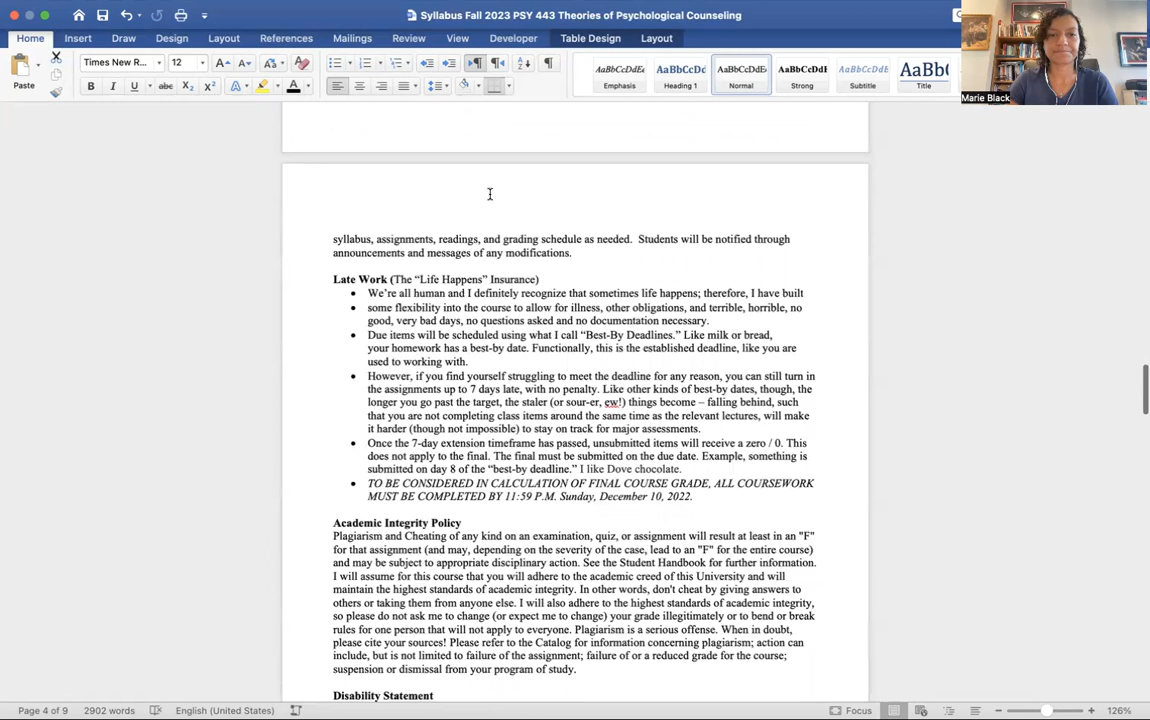 Syllabus Fall 2023 PSY 443 Theories of Psychological Counseling
Home Insert Draw Design Layout References Mailings Review View Developer Table Design Layout
Times New R... 12
Paste
AaBbCcDdEe AaBbCcDd AaBbCcDdEe AaBbCcDdE AaBbCcDdEe
Emphasis Heading 1 Normal Strong Subtitle Title
Marie Black
syllabus, assignments, readings, and grading schedule as needed. Students will be notified through
announcements and messages of any modifications.
Late Work (The “Life Happens” Insurance)
• We’re all human and I definitely recognize that sometimes life happens; therefore, I have built
• some flexibility into the course to allow for illness, other obligations, and terrible, horrible, no
good, very bad days, no questions asked and no documentation necessary.
• Due items will be scheduled using what I call “Best-By Deadlines.” Like milk or bread,
your homework has a best-by date. Functionally, this is the established deadline, like you are
used to working with.
• However, if you find yourself struggling to meet the deadline for any reason, you can still turn in
the assignments up to 7 days late, with no penalty. Like other kinds of best-by dates, though, the
longer you go past the target, the staler (or sour-er, ew!) things become – falling behind, such
that you are not completing class items around the same time as the relevant lectures, will make
it harder (though not impossible) to stay on track for major assessments.
• Once the 7-day extension timeframe has passed, unsubmitted items will receive a zero / 0. This
does not apply to the final. The final must be submitted on the due date. Example, something is
submitted on day 8 of the “best-by deadline.” I like Dove chocolate.
• TO BE CONSIDERED IN CALCULATION OF FINAL COURSE GRADE, ALL COURSEWORK
MUST BE COMPLETED BY 11:59 P.M. Sunday, December 10, 2022.
Academic Integrity Policy
Plagiarism and Cheating of any kind on an examination, quiz, or assignment will result at least in an "F"
for that assignment (and may, depending on the severity of the case, lead to an "F" for the entire course)
and may be subject to appropriate disciplinary action. See the Student Handbook for further information.
I will assume for this course that you will adhere to the academic creed of this University and will
maintain the highest standards of academic integrity. In other words, don't cheat by giving answers to
others or taking them from anyone else. I will also adhere to the highest standards of academic integrity,
so please do not ask me to change (or expect me to change) your grade illegitimately or to bend or break
rules for one person that will not apply to everyone. Plagiarism is a serious offense. When in doubt,
please cite your sources! Please refer to the Catalog for information concerning plagiarism; action can
include, but is not limited to failure of the assignment; failure of or a reduced grade for the course;
suspension or dismissal from your program of study.
Disability Statement
Page 4 of 9 2902 words English (United States) Focus 126%